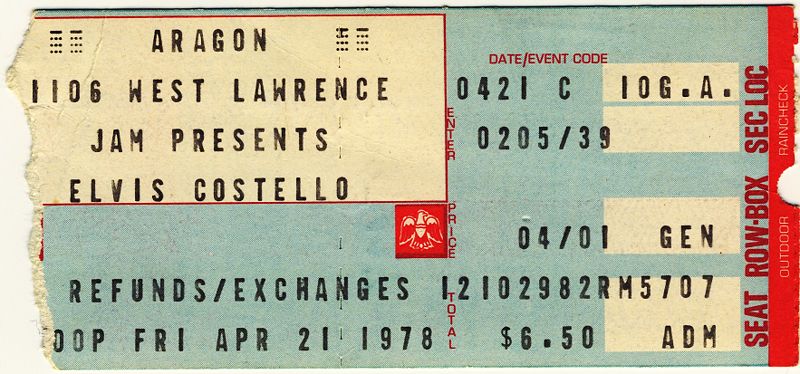 ARAGON
DATE/EVENT CODE
1106 WEST LAWRENCE 0421 C 10G.A.
JAM PRESENTS ENTER 0205/39
ELVIS COSTELLO
PRICE 04/01 GEN
REFUNDS/EXCHANGES 12102982RM5707
00P FRI APR 21 1978 TOTAL $6.50 ADM
SEAT ROW-BOX SEC LOC
OUTDOOR RAINCHECK